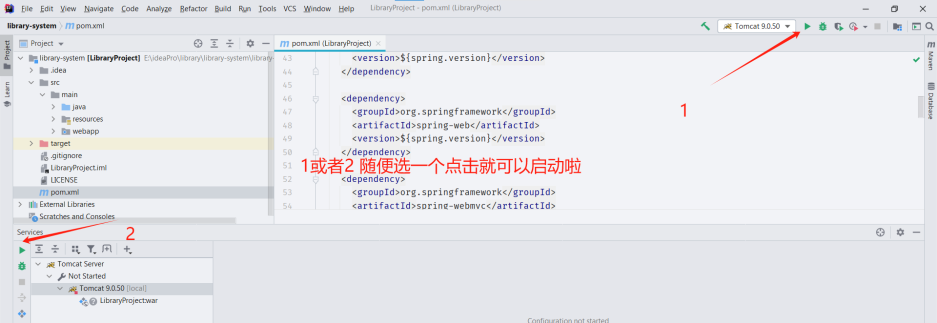 File Edit View Navigate Code Analyze Refactor Build Run Tools VCS Window Help LibraryProject - pom.xml (LibraryProject)
library-system pom.xml
Tomcat 9.0.50
Project
pom.xml (LibraryProject)
library-system [LibraryProject] E:\ideaPro\library\library-system\library-
.idea
src
main
java
resources
webapp
target
.gitignore
LibraryProject.iml
LICENSE
pom.xml
External Libraries
Scratches and Consoles
43 <version>${spring.version}</version>
44 </dependency>
45
46 <dependency>
47 <groupId>org.springframework</groupId>
48 <artifactId>spring-web</artifactId>
49 <version>${spring.version}</version>
50 </dependency>
51
52 <dependency>
53 <groupId>org.springframework</groupId>
54 <artifactId>spring-webmvc</artifactId>
1
1或者2 随便选一个点击就可以启动啦
2
Project
Learn
Maven
Database
Services
Tomcat Server
Not Started
Tomcat 9.0.50 [local]
LibraryProject:war
Configuration not started